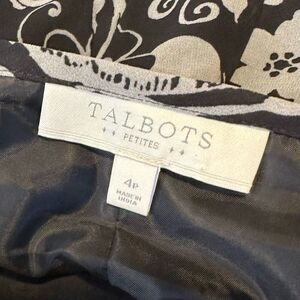 TALBOTS
PETITES
4P
MADE IN
INDIA